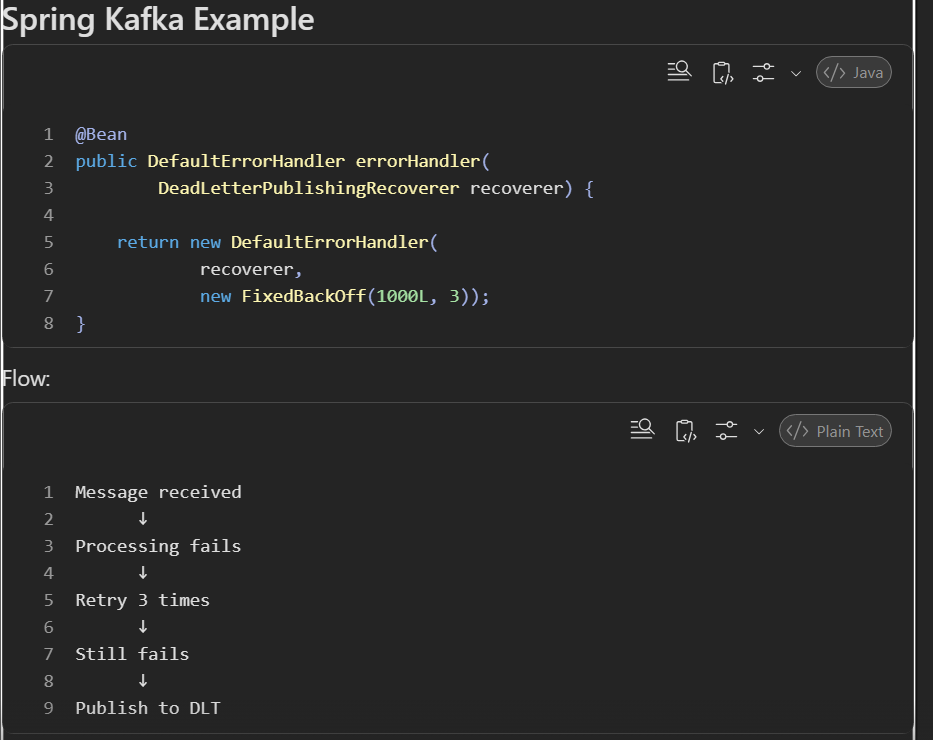 Spring Kafka Example
</> Java
1 @Bean
2 public DefaultErrorHandler errorHandler(
3         DeadLetterPublishingRecoverer recoverer) {
4
5     return new DefaultErrorHandler(
6             recoverer,
7             new FixedBackOff(1000L, 3));
8 }
Flow:
</> Plain Text
1 Message received
2       ↓
3 Processing fails
4       ↓
5 Retry 3 times
6       ↓
7 Still fails
8       ↓
9 Publish to DLT